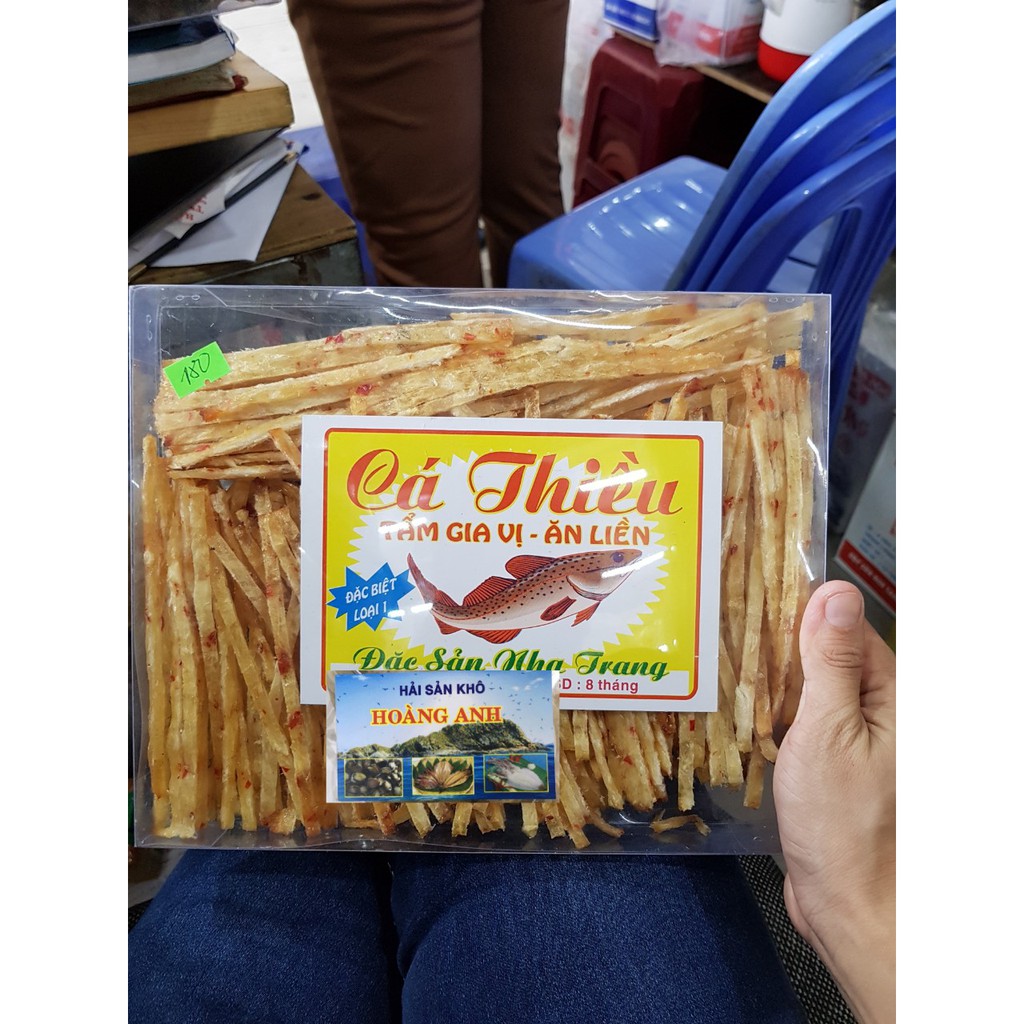 180
Cá Thiều
TẨM GIA VỊ - ĂN LIỀN
ĐẶC BIỆT
LOẠI 1
Đặc Sản Nha Trang
SD : 8 tháng
HẢI SẢN KHÔ
HOÀNG ANH